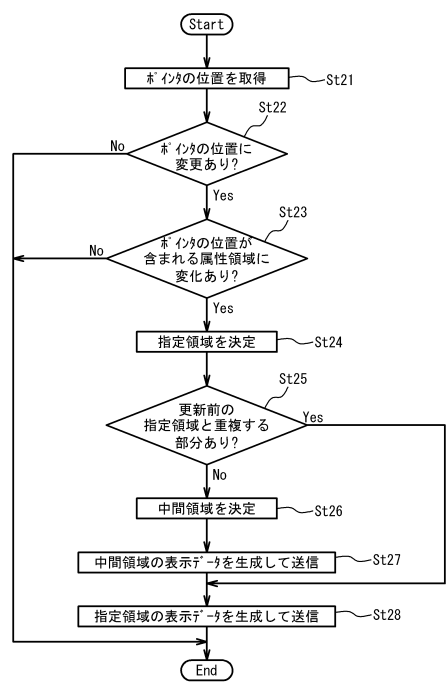 Start
ﾎﾟｲﾝﾀの位置を取得
St21
St22
ﾎﾟｲﾝﾀの位置に
変更あり?
No
Yes
St23
ﾎﾟｲﾝﾀの位置が
含まれる属性領域に
変化あり?
No
Yes
指定領域を決定
St24
St25
更新前の
指定領域と重複する
部分あり?
Yes
No
中間領域を決定
St26
中間領域の表示ﾃﾞｰﾀを生成して送信
St27
指定領域の表示ﾃﾞｰﾀを生成して送信
St28
End